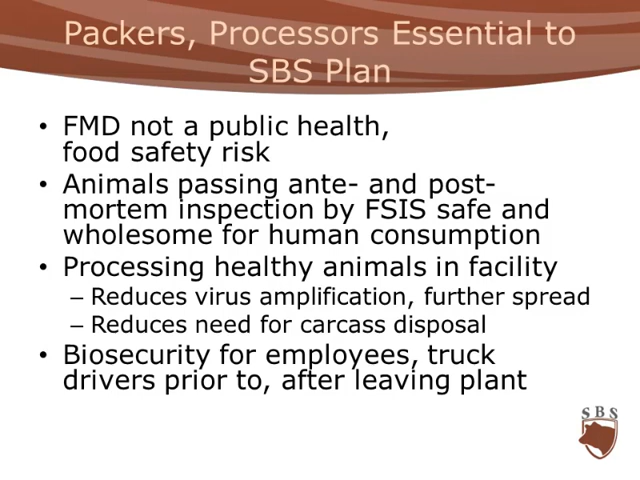 Packers, Processors Essential to
SBS Plan
• FMD not a public health,
food safety risk
• Animals passing ante- and post-
mortem inspection by FSIS safe and
wholesome for human consumption
• Processing healthy animals in facility
– Reduces virus amplification, further spread
– Reduces need for carcass disposal
• Biosecurity for employees, truck
drivers prior to, after leaving plant
SBS